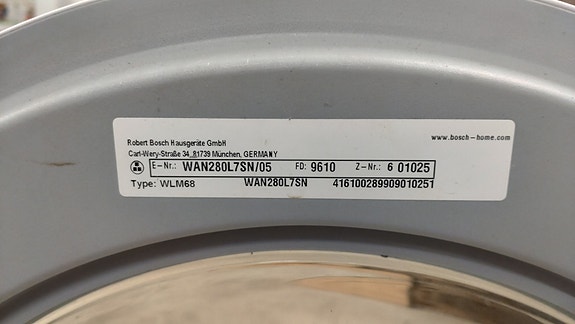 Robert Bosch Hausgeräte GmbH
www.bosch-home.com
Carl-Wery-Straße 34, 81739 München, GERMANY
E-Nr.: WAN280L7SN/05 FD: 9610 Z-Nr.: 6 01025
Type: WLM68 WAN280L7SN 416100289909010251